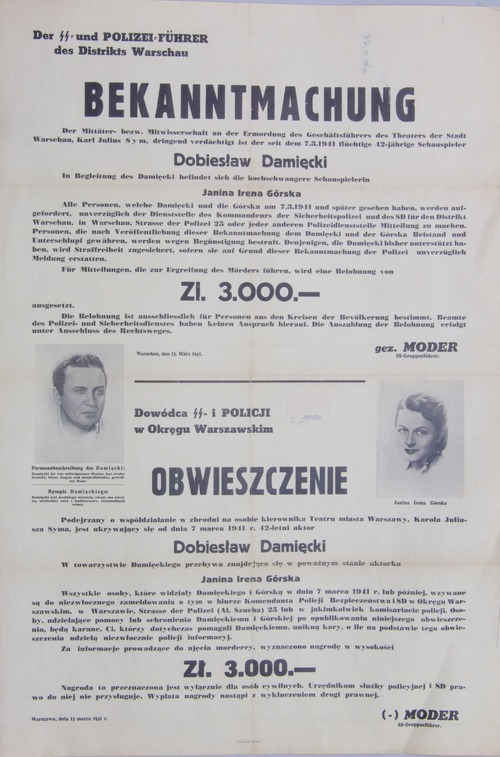 Der SS- und POLIZEI-FÜHRER
des Distrikts Warschau
BEKANNTMACHUNG
Der Mittäter- bezw. Mitwisserschaft an der Ermordung des Geschäftsführers des Theaters der Stadt
Warschau, Karl Julius Sym, dringend verdächtigt ist der seit dem 7.3.1941 flüchtige 42-jährige Schauspieler
Dobiesław Damięcki
In Begleitung des Damięcki befindet sich die hochschwangere Schauspielerin
Janina Irena Górska
Alle Personen, welche Damięcki und die Górska am 7.3.1941 und später gesehen haben, werden auf-
gefordert, unverzüglich der Dienststelle des Kommandeurs der Sicherheitspolizei und des SD für den Distrikt
Warschau, in Warschau, Strasse der Polizei 25 oder jeder anderen Polizeidienststelle Mitteilung zu machen.
Personen, die nach Veröffentlichung dieser Bekanntmachung dem Damięcki und der Górska Beistand und
Unterschlupf gewähren, werden wegen Begünstigung bestraft. Denjenigen, die Damięcki bisher unterstützt ha-
ben, wird Straffreiheit zugesichert, sofern sie auf Grund dieser Bekanntmachung der Polizei unverzüglich
Meldung erstatten.
Für Mitteilungen, die zur Ergreifung des Mörders führen, wird eine Belohnung von
Zl. 3.000.—
ausgesetzt.
Die Belohnung ist ausschliesslich für Personen aus den Kreisen der Bevölkerung bestimmt. Beamte
des Polizei- und Sicherheitsdienstes haben keinen Anspruch hierauf. Die Auszahlung der Belohnung erfolgt
unter Ausschluss des Rechtsweges.
Warschau, den 13. März 1941.
gez. MODER
SS-Gruppenführer.
Personenbeschreibung des Damięcki:
Rysopis Damięckiego:
Dowódca SS- i POLICJI
w Okręgu Warszawskim
Janina Irena Górska
OBWIESZCZENIE
Podejrzany o współdziałanie w zbrodni na osobie kierownika Teatru miasta Warszawy, Karola Juliu-
sza Syma, jest ukrywający się od dnia 7 marca 1941 r. 42-letni aktor
Dobiesław Damięcki
W towarzystwie Damięckiego przebywa znajdująca się w poważnym stanie aktorka
Janina Irena Górska
Wszystkie osoby, które widziały Damięckiego i Górską w dniu 7 marca 1941 r. lub później, wzywa-
ne są do niezwłocznego zameldowania o tym w biurze Komendanta Policji Bezpieczeństwa i SD w Okręgu War-
szawskim, w Warszawie, Strasse der Polizei (Al. Szucha) 25 lub w jakimkolwiek komisariacie policji. Oso-
by, udzielające pomocy lub schronienia Damięckiemu i Górskiej po opublikowaniu niniejszego obwieszcze-
nia, będą karane. Ci, którzy dotychczas pomagali Damięckiemu, unikną kary, o ile na podstawie tego obwie-
szczenia udzielą niezwłocznie policji informacyj.
Za informacje prowadzące do ujęcia mordercy, wyznaczono nagrodę w wysokości
Zł. 3.000.—
Nagroda ta przeznaczona jest wyłącznie dla osób cywilnych. Urzędnikom służby policyjnej i SD pra-
wo do niej nie przysługuje. Wypłata nagrody nastąpi z wykluczeniem drogi prawnej.
Warszawa, dnia 13 marca 1941 r.
(-) MODER
SS-Gruppenführer.